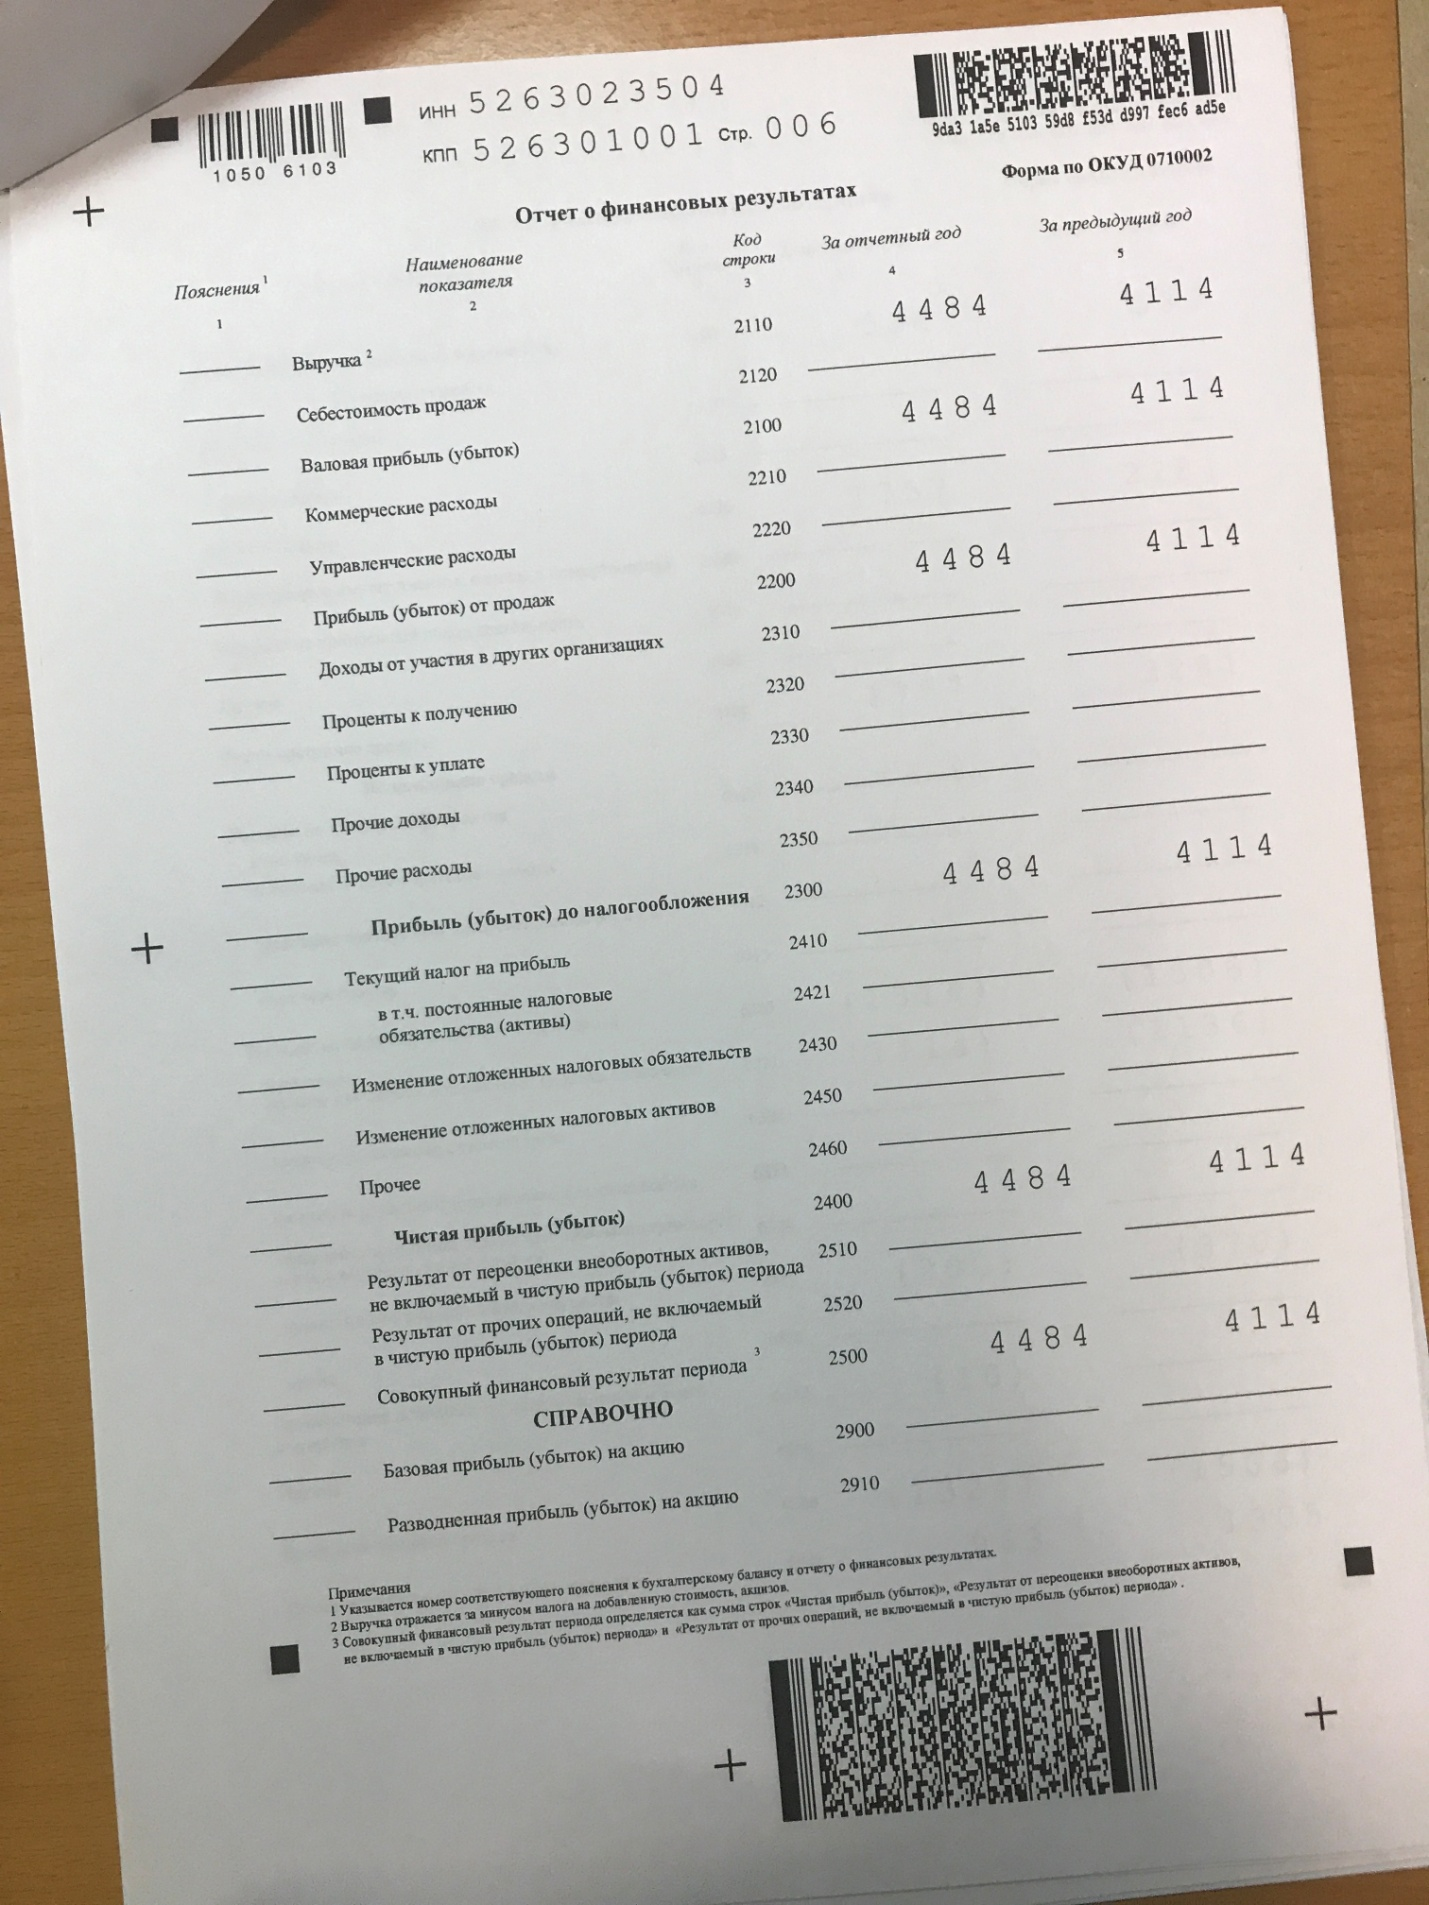 ИНН 5263023504
КПП 526301001 Стр. 006
1050 6103
9da3 1a5e 5103 59d8 f53d d997 fec6 ad5e
Форма по ОКУД 0710002
Отчет о финансовых результатах
Пояснения 1 Наименование показателя Код строки За отчетный год За предыдущий год
1 2 3 4 5
Выручка 2 2110 4484 4114
Себестоимость продаж 2120
Валовая прибыль (убыток) 2100 4484 4114
Коммерческие расходы 2210
Управленческие расходы 2220
Прибыль (убыток) от продаж 2200 4484 4114
Доходы от участия в других организациях 2310
Проценты к получению 2320
Проценты к уплате 2330
Прочие доходы 2340
Прочие расходы 2350
Прибыль (убыток) до налогообложения 2300 4484 4114
Текущий налог на прибыль 2410
в т.ч. постоянные налоговые
обязательства (активы) 2421
Изменение отложенных налоговых обязательств 2430
Изменение отложенных налоговых активов 2450
Прочее 2460
Чистая прибыль (убыток) 2400 4484 4114
Результат от переоценки внеоборотных активов,
не включаемый в чистую прибыль (убыток) периода 2510
Результат от прочих операций, не включаемый
в чистую прибыль (убыток) периода 2520
Совокупный финансовый результат периода 3 2500 4484 4114
СПРАВОЧНО
Базовая прибыль (убыток) на акцию 2900
Разводненная прибыль (убыток) на акцию 2910
Примечания
1 Указывается номер соответствующего пояснения к бухгалтерскому балансу и отчету о финансовых результатах.
2 Выручка отражается за минусом налога на добавленную стоимость, акцизов.
3 Совокупный финансовый результат периода определяется как сумма строк «Чистая прибыль (убыток)», «Результат от переоценки внеоборотных активов,
не включаемый в чистую прибыль (убыток) периода» и «Результат от прочих операций, не включаемый в чистую прибыль (убыток) периода» .